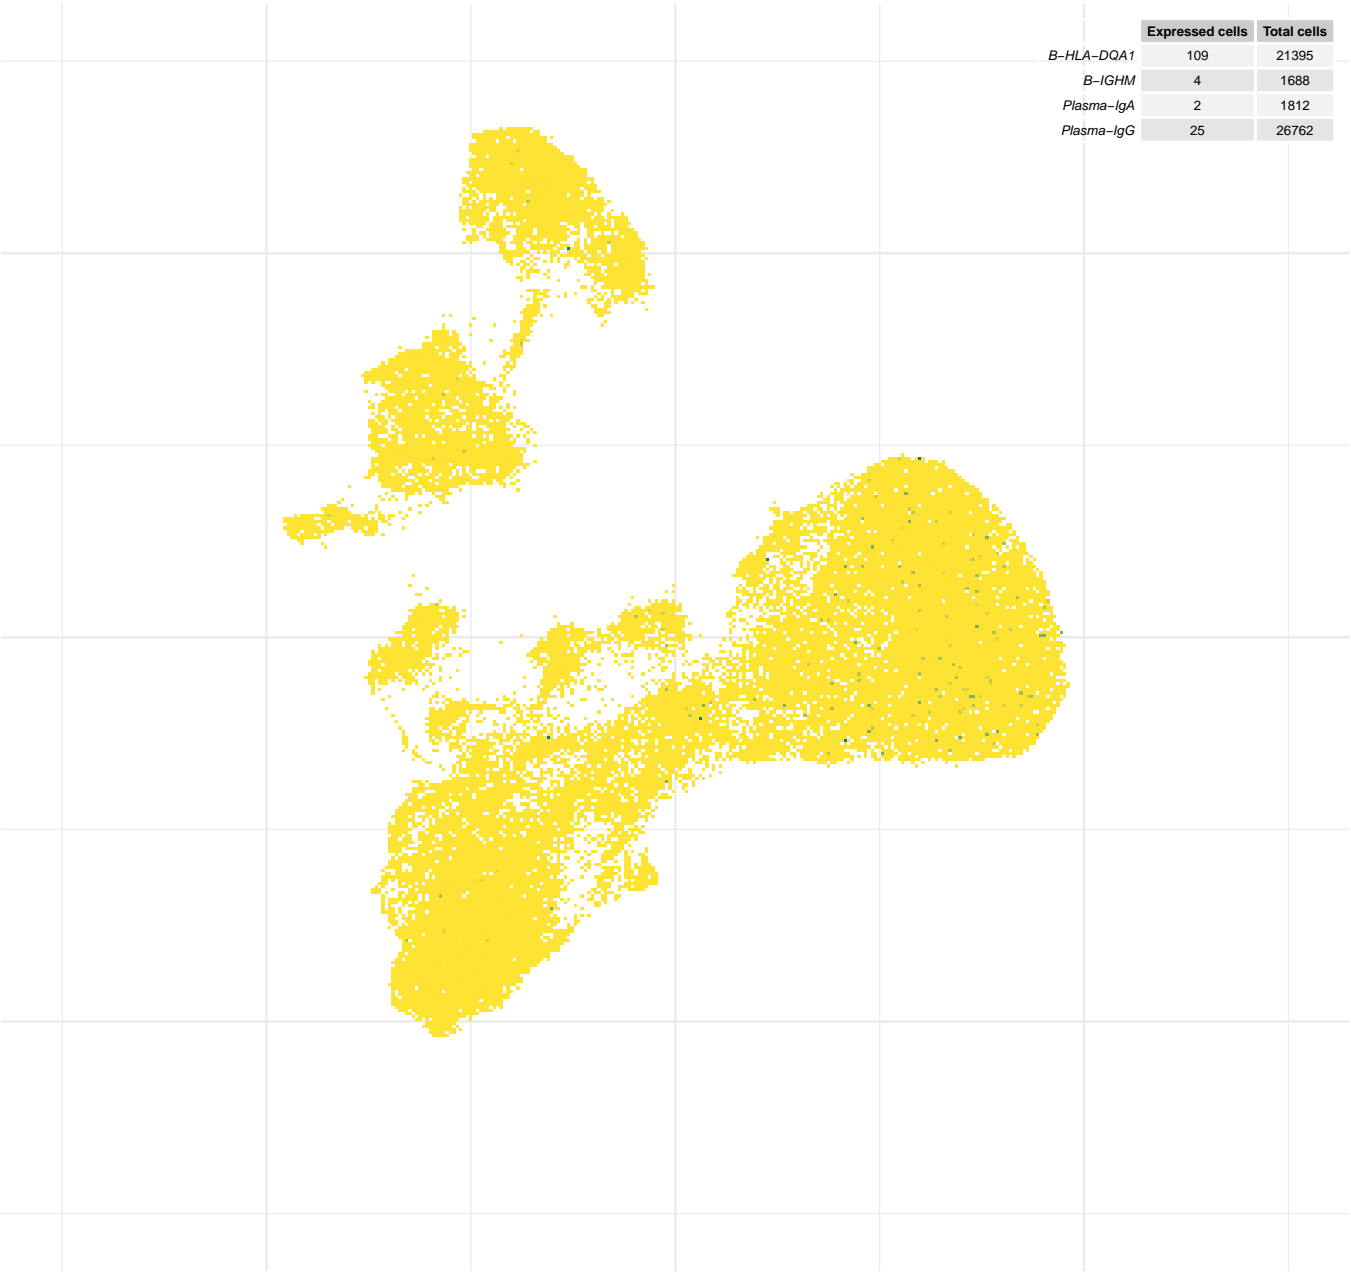 Expressed cells Total cells
B−HLA−DQA1 109 21395
B−IGHM 4 1688
Plasma−IgA 2 1812
Plasma−IgG 25 26762